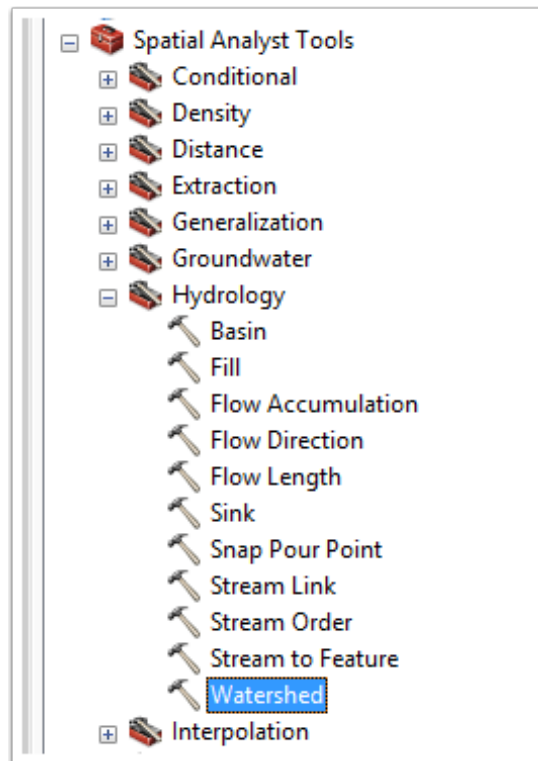 Spatial Analyst Tools
Conditional
Density
Distance
Extraction
Generalization
Groundwater
Hydrology
Basin
Fill
Flow Accumulation
Flow Direction
Flow Length
Sink
Snap Pour Point
Stream Link
Stream Order
Stream to Feature
Watershed
Interpolation